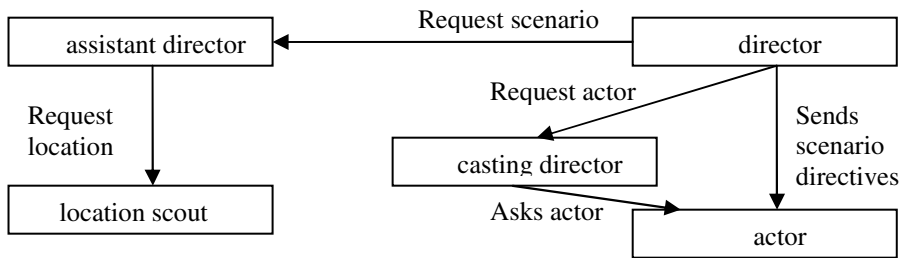 Request scenario
assistant director
director
Request actor
Request
location
Sends
scenario
directives
casting director
location scout
Asks actor
actor